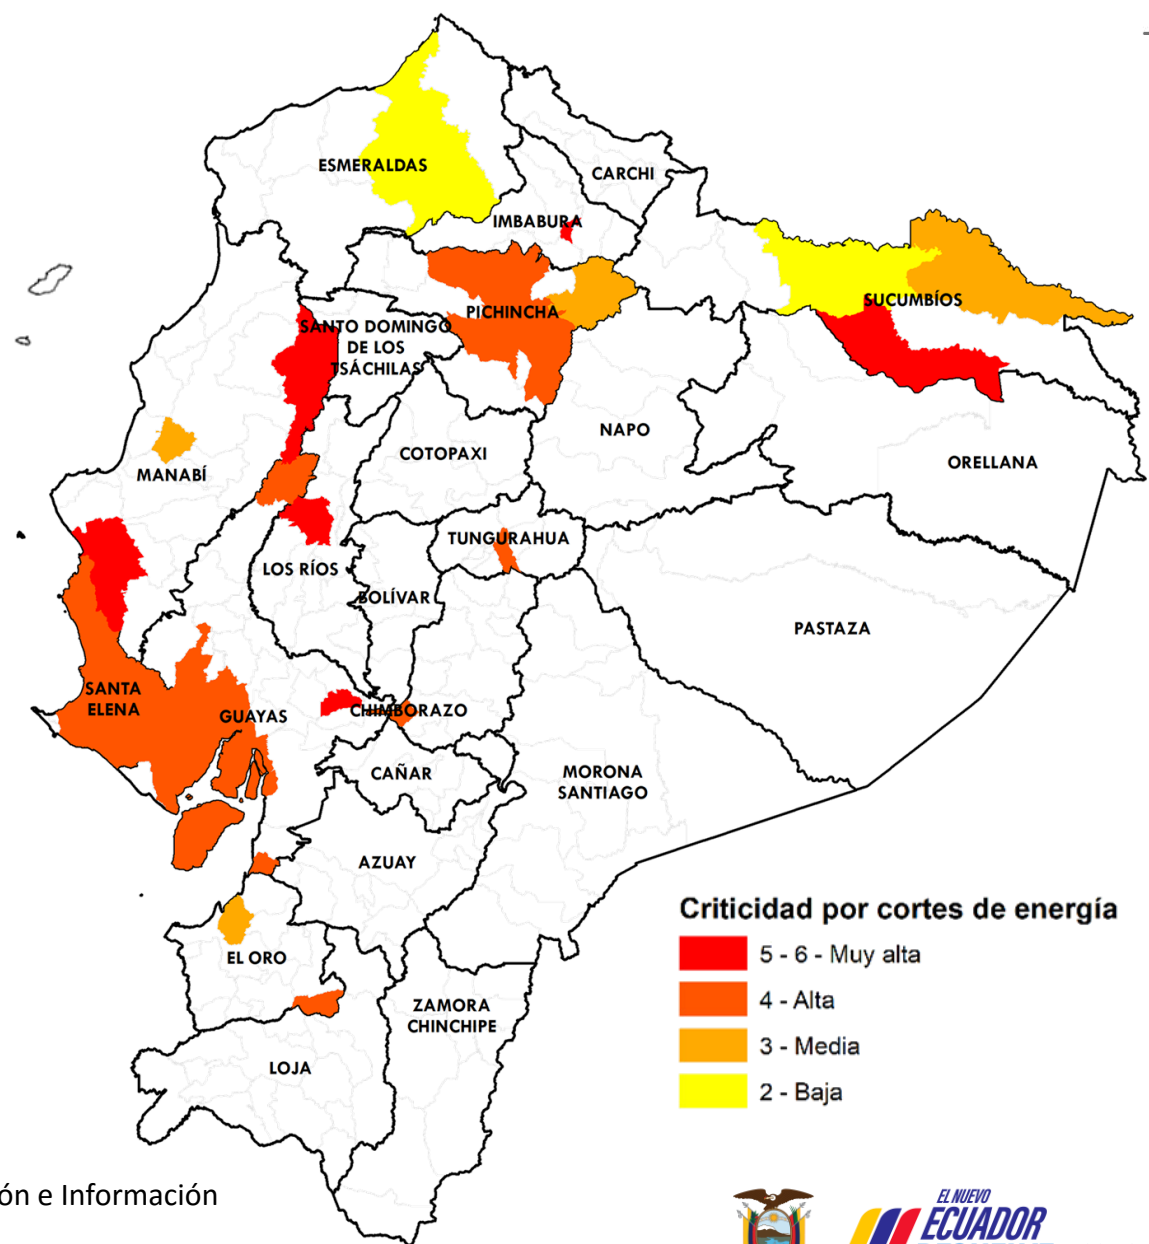 ESMERALDAS
CARCHI
IMBABURA
SUCUMBÍOS
PICHINCHA
SANTO DOMINGO
DE LOS
TSÁCHILAS
NAPO
COTOPAXI
ORELLANA
MANABÍ
TUNGURAHUA
LOS RÍOS
BOLÍVAR
PASTAZA
SANTA
ELENA
GUAYAS
CHIMBORAZO
CAÑAR
MORONA
SANTIAGO
AZUAY
EL ORO
ZAMORA
CHINCHIPE
LOJA
Criticidad por cortes de energía
5 - 6 - Muy alta
4 - Alta
3 - Media
2 - Baja
ón e Información
EL NUEVO
ECUADOR